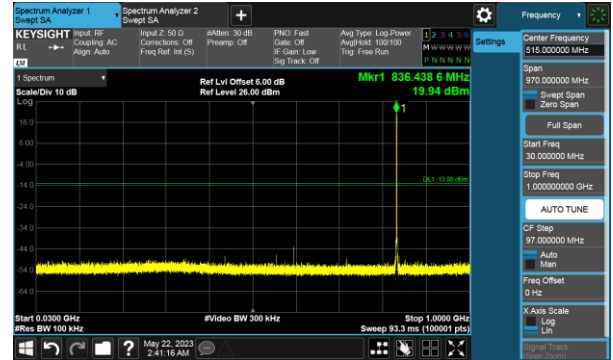 Spectrum Analyzer 1
Swept SA
Spectrum Analyzer 2
Swept SA
+
Frequency
KEYSIGHT
RL
Input: RF
Coupling: AC
Align: Auto
Input Z: 50 Ω
Corrections: Off
Freq Ref: Int (S)
#Atten: 30 dB
Preamp: Off
PNO: Fast
Gate: Off
IF Gain: Low
Sig Track: Off
Avg Type: Log-Power
Avg|Hold: 100/100
Trig: Free Run
1 2 3 4 5 6
M W W W W W
P N N N N N
LXI
1 Spectrum
Scale/Div 10 dB
Log
Ref Lvl Offset 6.00 dB
Ref Level 26.00 dBm
Mkr1 836.438 6 MHz
19.94 dBm
1
16.0
6.00
-4.00
-14.0
DL1 -13.00 dBm
-24.0
-34.0
-44.0
-54.0
-64.0
Start 0.0300 GHz
#Res BW 100 kHz
#Video BW 300 kHz
Stop 1.0000 GHz
Sweep 93.3 ms (100001 pts)
Settings
Center Frequency
515.000000 MHz
Span
970.000000 MHz
Swept Span
Zero Span
Full Span
Start Freq
30.000000 MHz
Stop Freq
1.000000000 GHz
AUTO TUNE
CF Step
97.000000 MHz
Auto
Man
Freq Offset
0 Hz
X Axis Scale
Log
Lin
Signal Track
(Span Zoom)
?
May 22, 2023
2:41:16 AM